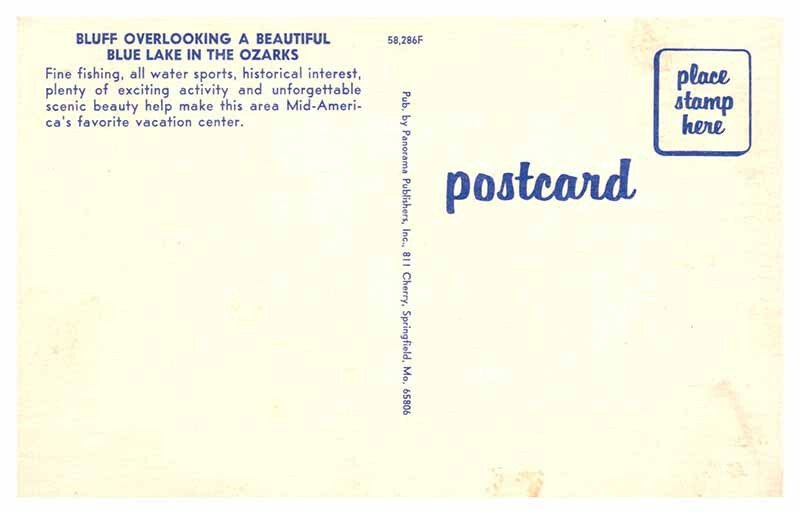 BLUFF OVERLOOKING A BEAUTIFUL
BLUE LAKE IN THE OZARKS
Fine fishing, all water sports, historical interest,
plenty of exciting activity and unforgettable
scenic beauty help make this area Mid-Ameri-
ca's favorite vacation center.
58,286F
Pub. by Panorama Publishers, Inc., 811 Cherry, Springfield, Mo. 65806
place
stamp
here
postcard